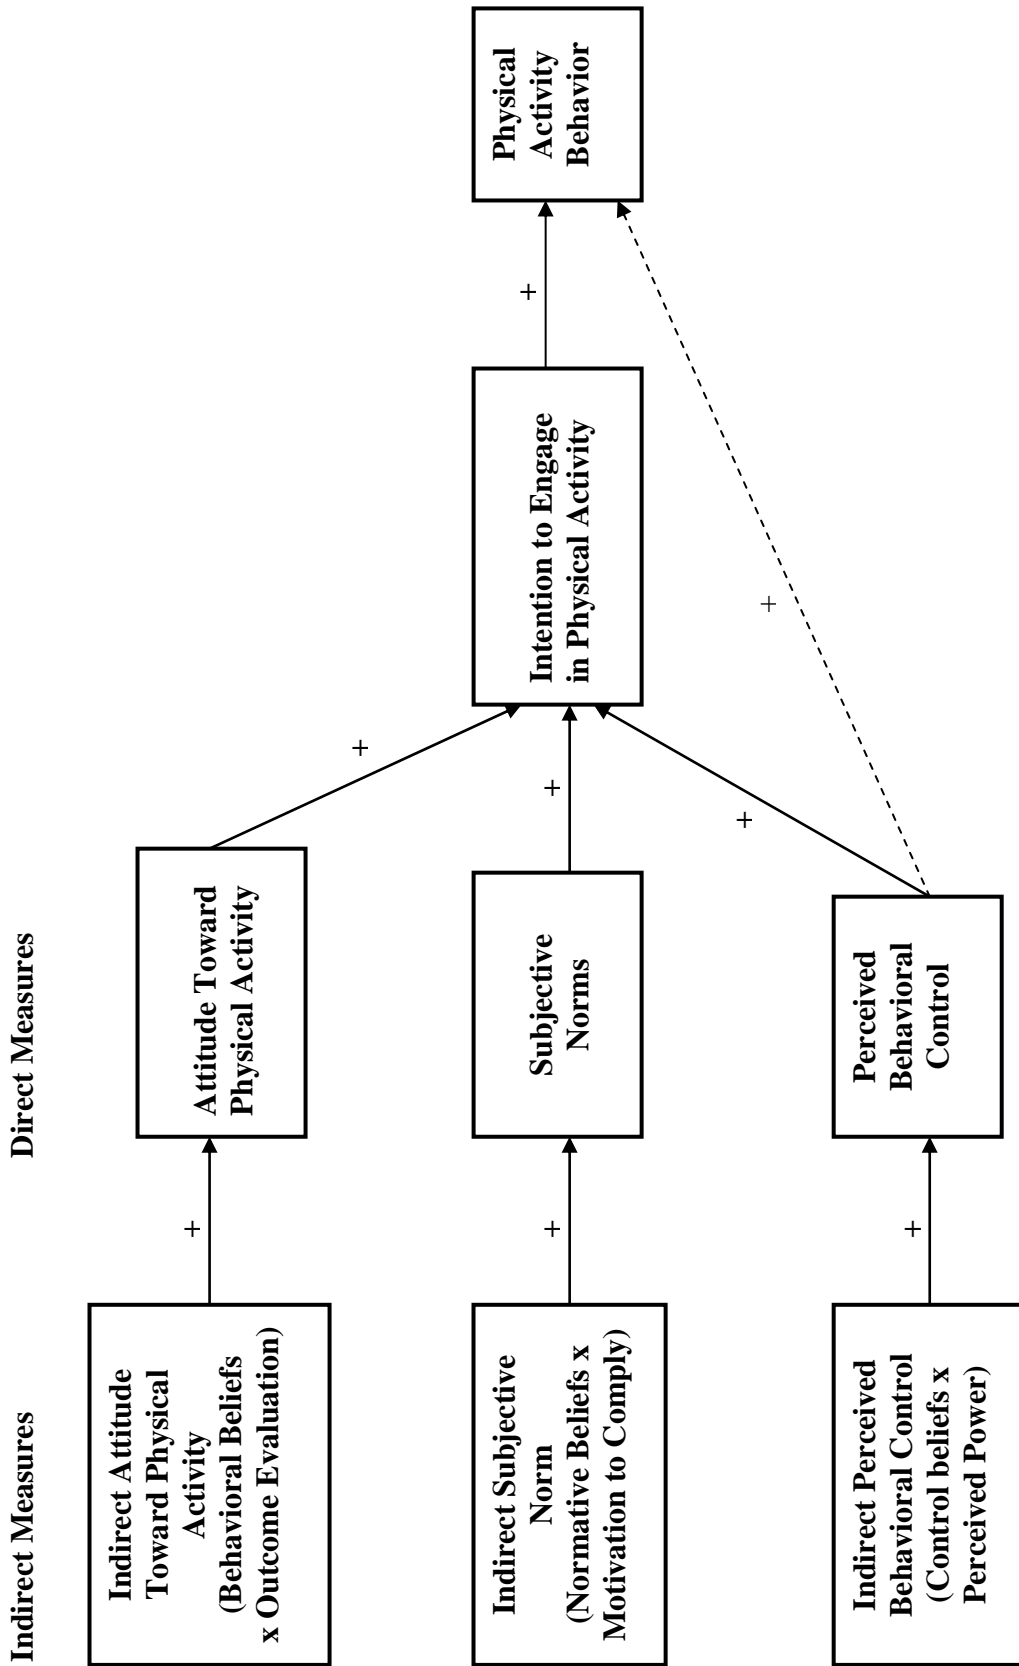 Indirect Measures
Direct Measures
Indirect Attitude
Toward Physical
Activity
(Behavioral Beliefs
x Outcome Evaluation)
+
Attitude Toward
Physical Activity
+
Indirect Subjective
Norm
(Normative Beliefs x
Motivation to Comply)
+
Subjective
Norms
+
Intention to Engage
in Physical Activity
+
Physical
Activity
Behavior
Indirect Perceived
Behavioral Control
(Control beliefs x
Perceived Power)
+
Perceived
Behavioral
Control
+
+